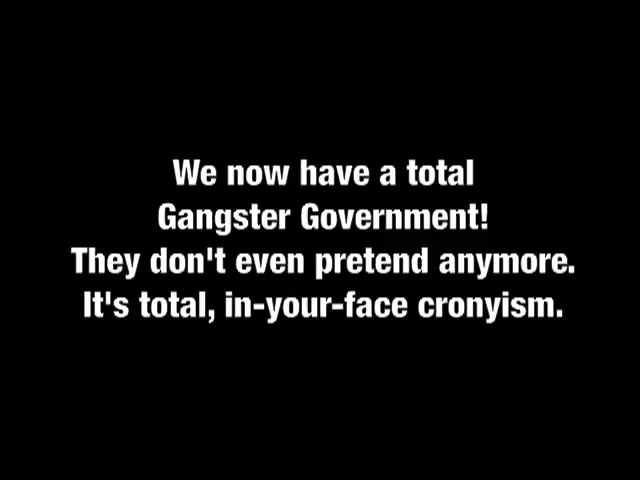 We now have a total
Gangster Government!
They don't even pretend anymore.
It's total, in-your-face cronyism.